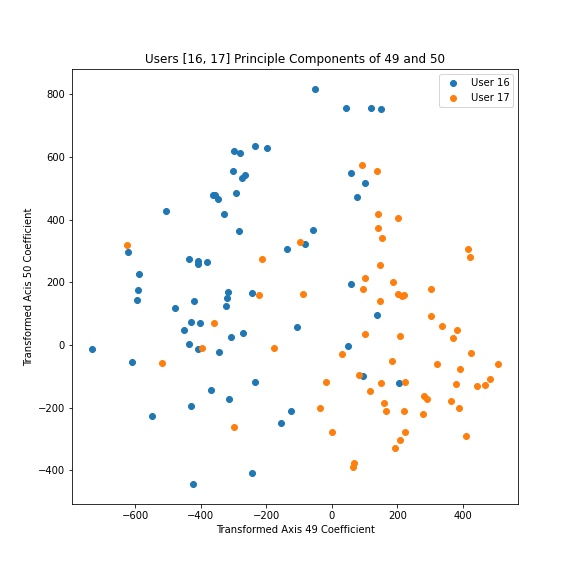 Users [16, 17] Principle Components of 49 and 50
User 16
User 17
Transformed Acis 50 Coefficient
800
600
400
200
0
−200
−400
−600
−400
−200
0
200
400
Transformed Axis 49 Coefficient